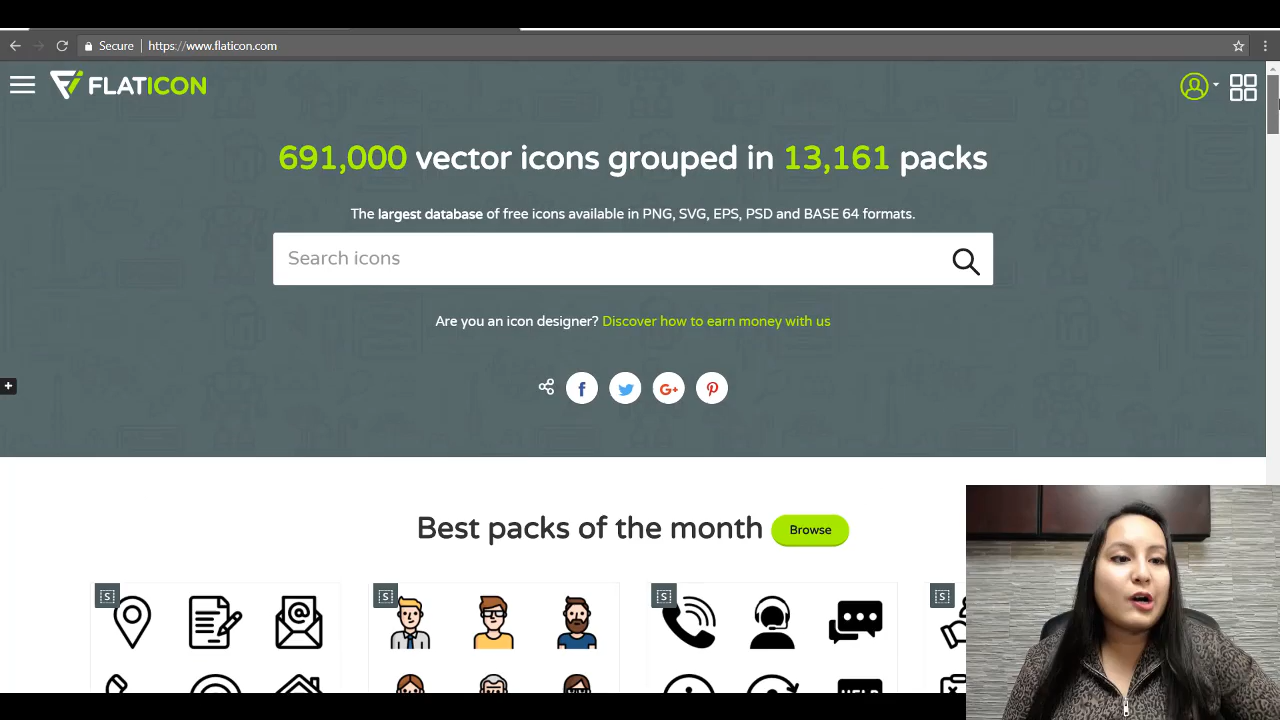 Secure https://www.flaticon.com
FLATICON
691,000 vector icons grouped in 13,161 packs
The largest database of free icons available in PNG, SVG, EPS, PSD and BASE 64 formats.
Search icons
Are you an icon designer? Discover how to earn money with us
f G+
Best packs of the month Browse
S S S S
@
HELP